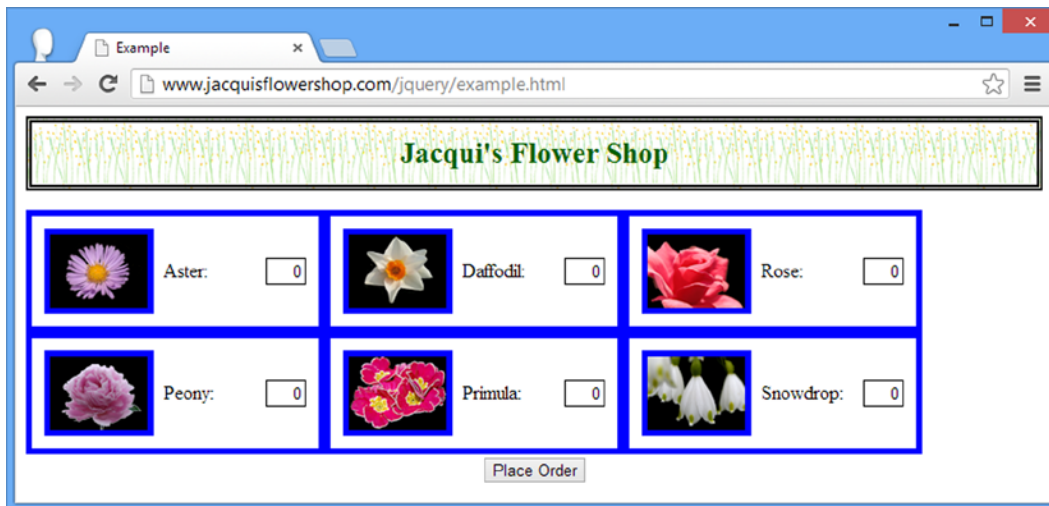 Example
www.jacquisflowershop.com/jquery/example.html
Jacqui's Flower Shop
Aster: 0 Daffodil: 0 Rose: 0
Peony: 0 Primula: 0 Snowdrop: 0
Place Order